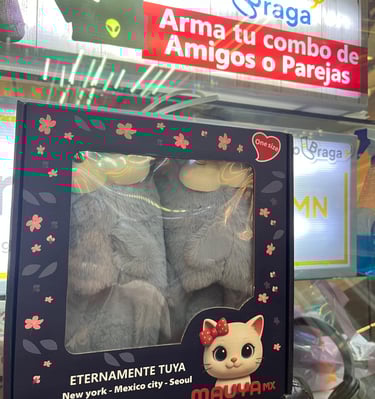 Braga
Arma tu combo de
Amigos o Parejas
One size
Braga
MN
ETERNAMENTE TUYA
New york - Mexico city - Seoul
MAUYA MX